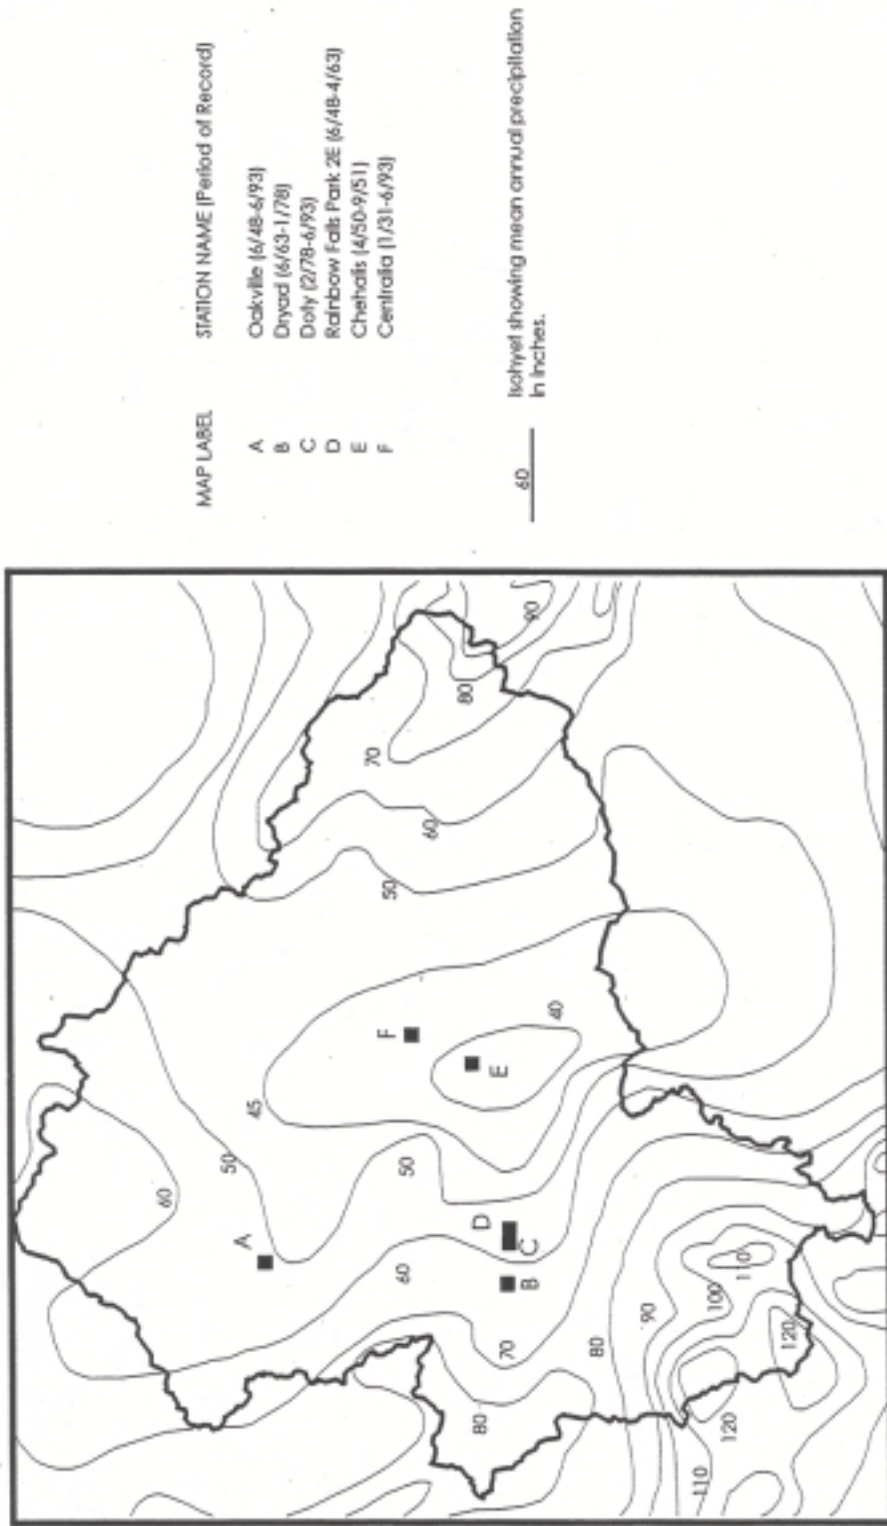 MAP LABEL STATION NAME (Period of Record)
A Oakville (6/48-6/93)
B Dryad (6/63-1/78)
C Doty (2/78-6/93)
D Rainbow Falls Park 2E (6/48-4/63)
E Chehalis (4/50-9/51)
F Centralia (1/31-6/93)
60 Isohyet showing mean annual precipitation
in inches.
60
50
45
A
50
60
D
C
B
F
E
40
50
60
70
80
90
70
80
80
90
100
110
120
120
110